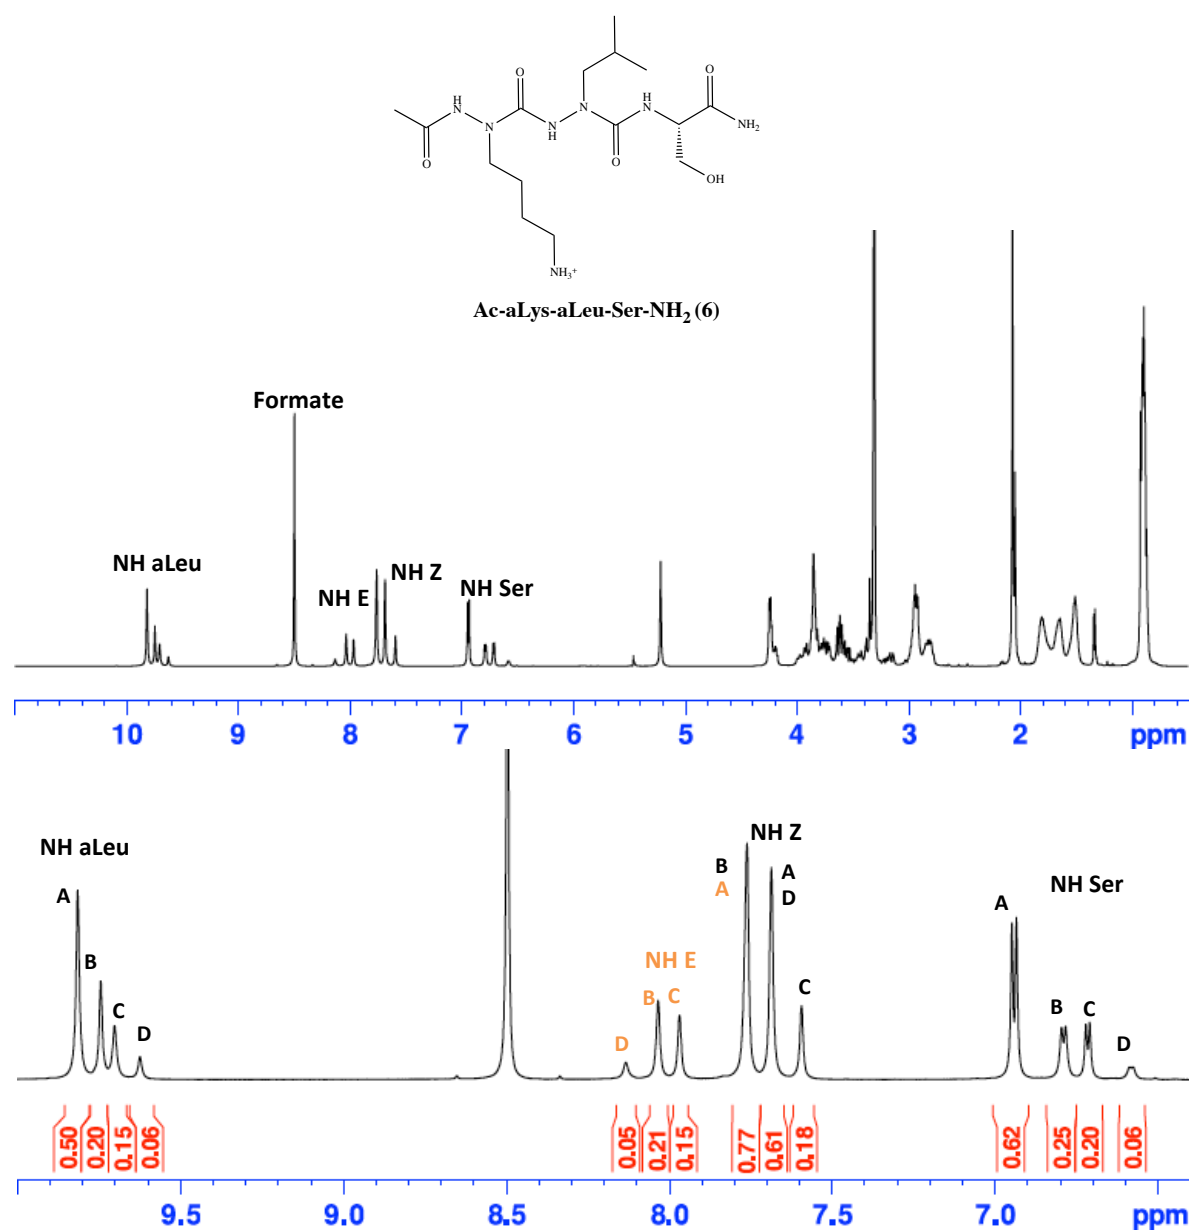 O
H
N
N
O
N
H
N
O
H
N
O
NH2
OH
NH3+
Ac-aLys-aLeu-Ser-NH2 (6)
Formate
NH aLeu
NH E
NH Z
NH Ser
10 9 8 7 6 5 4 3 2 ppm
NH aLeu
A
B
C
D
NH E
D
B C
NH Z
B
A
A
D
C
NH Ser
A
B
C
D
0.50 0.20 0.15 0.06 0.05 0.21 0.15 0.77 0.61 0.18 0.62 0.25 0.20 0.06
9.5 9.0 8.5 8.0 7.5 7.0 ppm